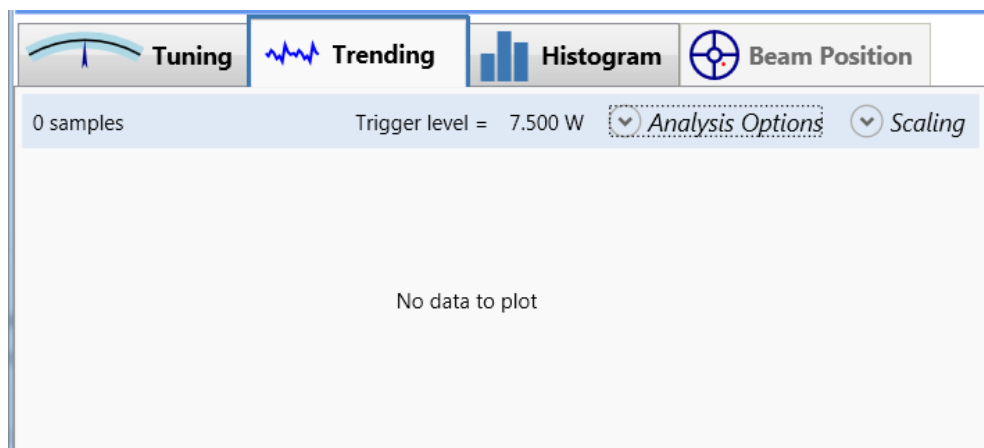 Tuning Trending Histogram Beam Position
0 samples Trigger level = 7.500 W Analysis Options Scaling
No data to plot